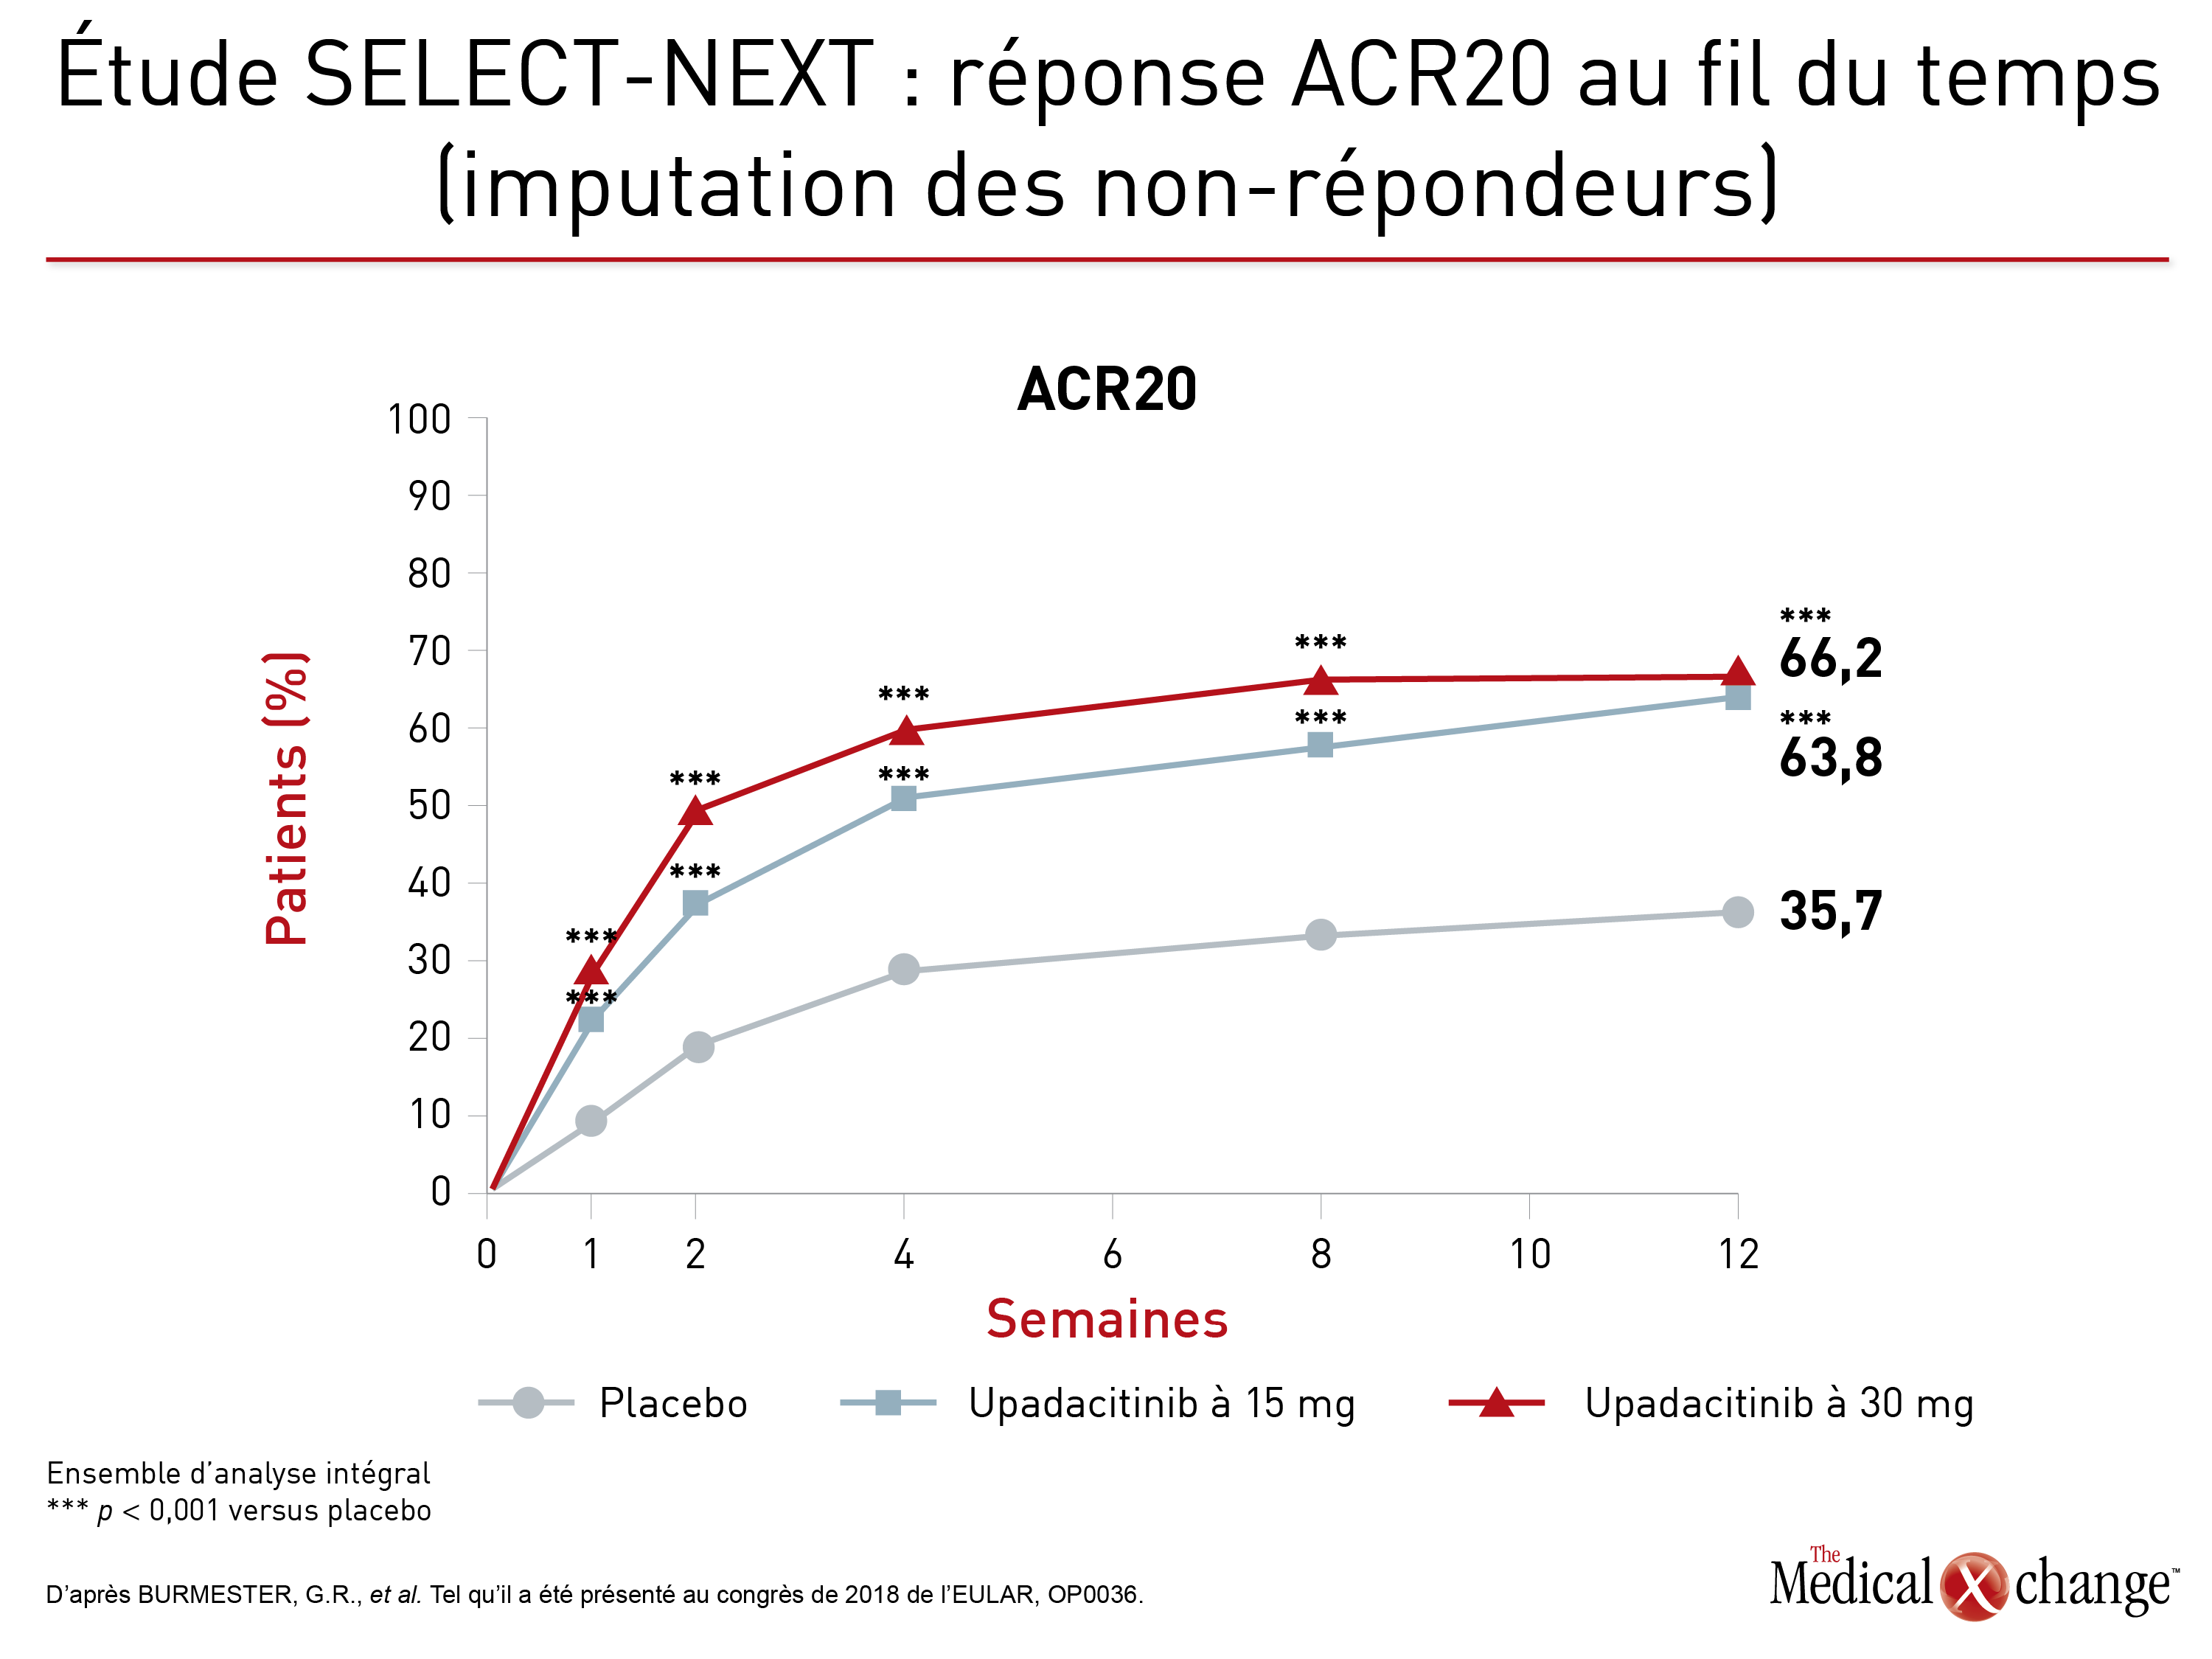 Étude SELECT-NEXT : réponse ACR20 au fil du temps
(imputation des non-répondeurs)
ACR20
Patients (%)
100
90
80
70
60
50
40
30
20
10
0
***
***
***
***
***
***
***
***
***
66,2
***
63,8
35,7
0 1 2 4 6 8 10 12
Semaines
Placebo Upadacitinib à 15 mg Upadacitinib à 30 mg
Ensemble d’analyse intégral
*** p < 0,001 versus placebo
D’après BURMESTER, G.R., et al. Tel qu’il a été présenté au congrès de 2018 de l’EULAR, OP0036.
The
Medical X change™